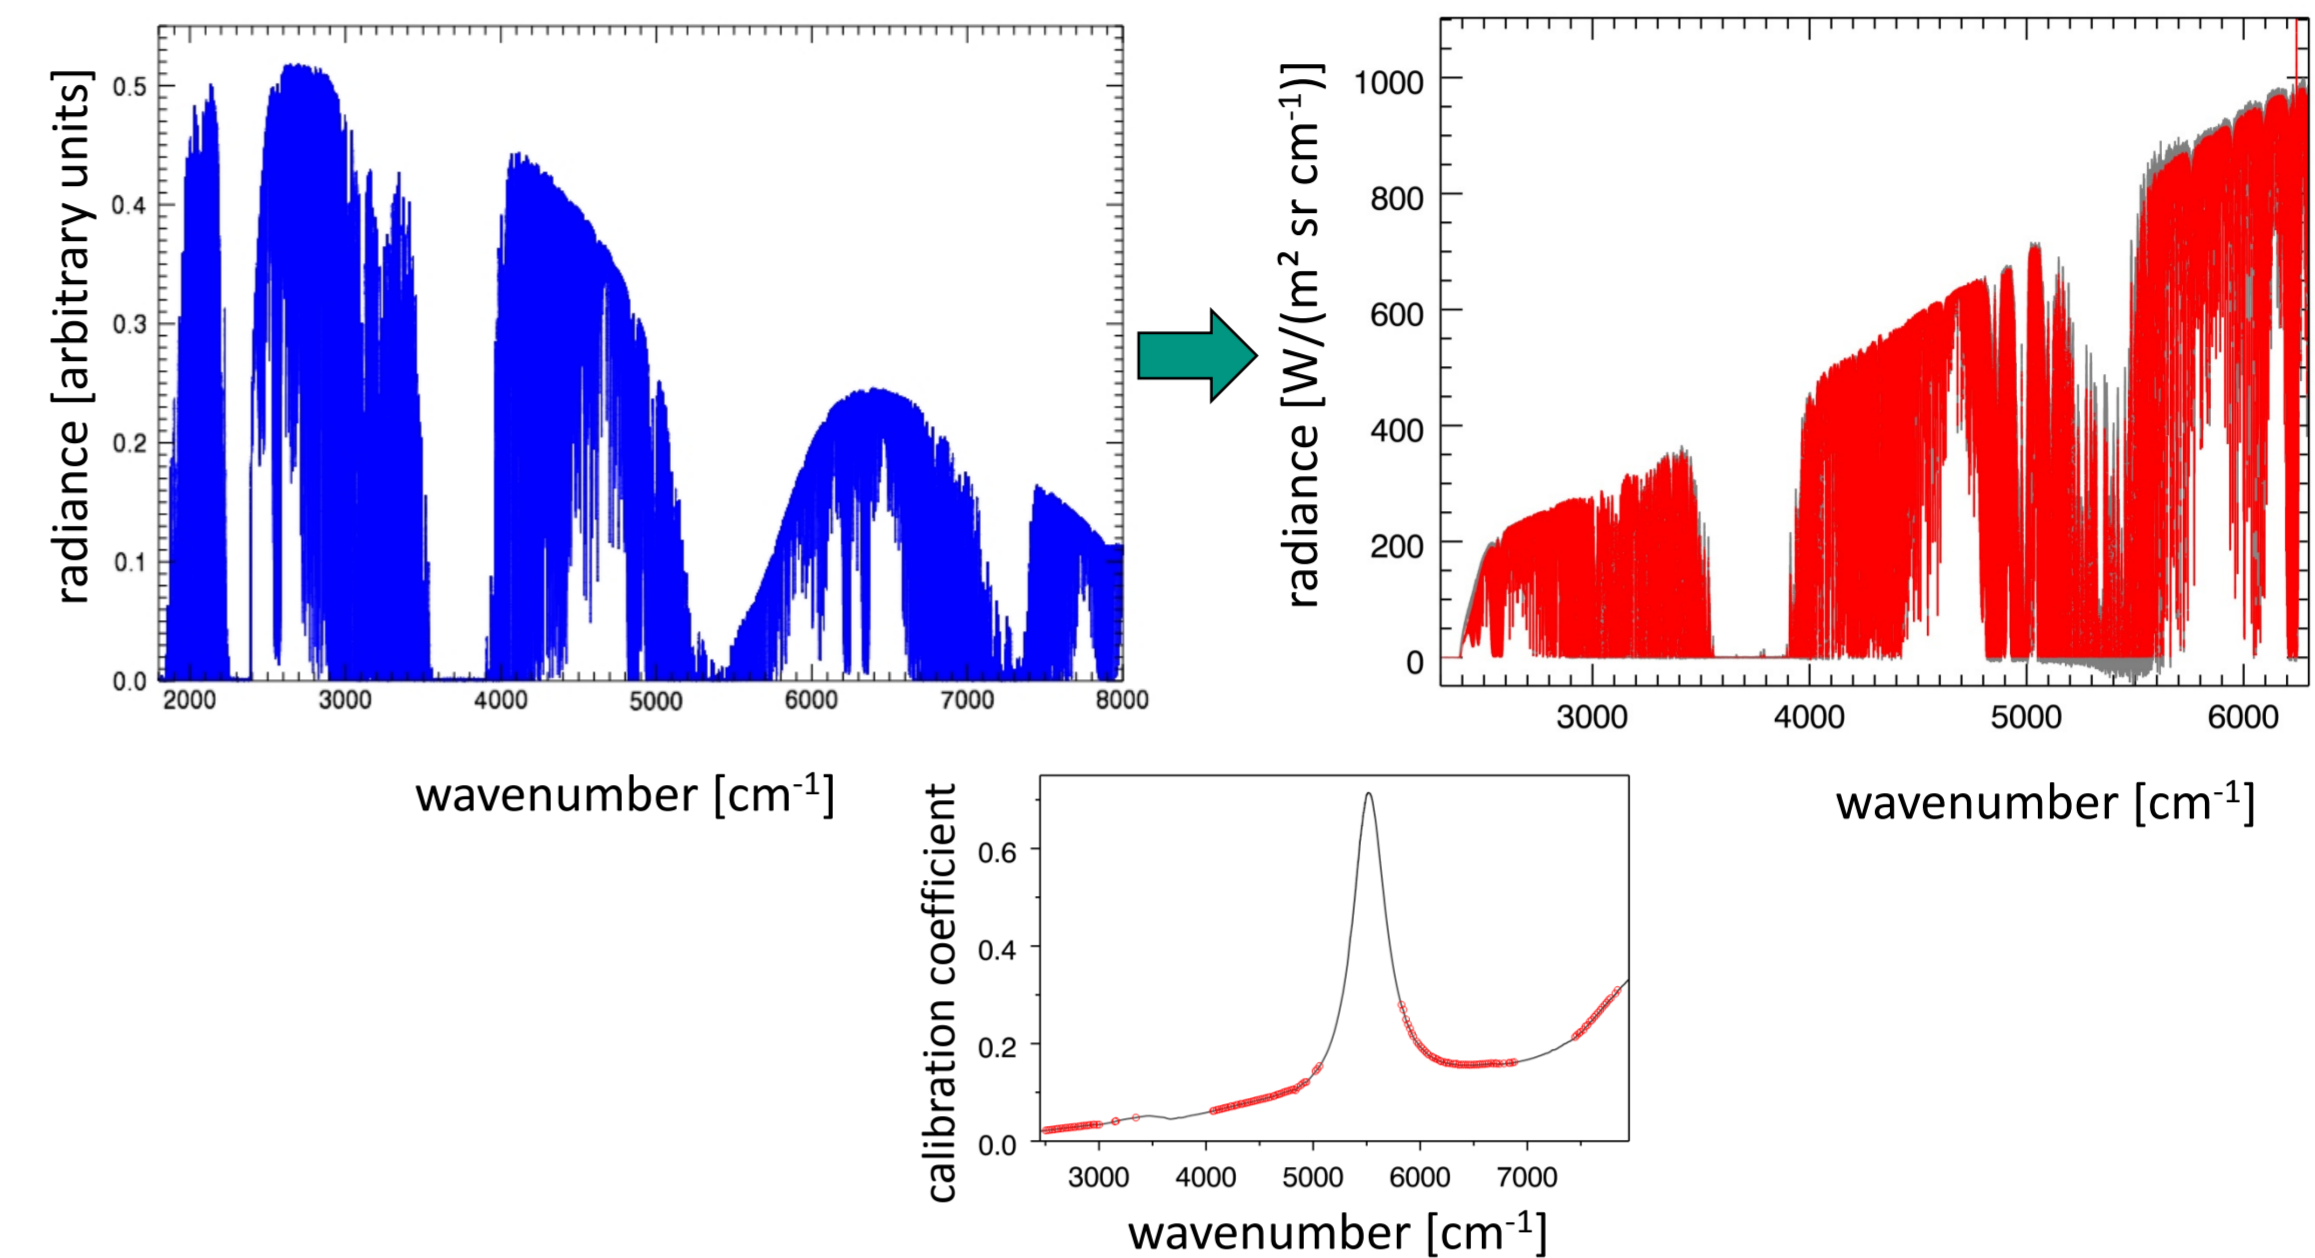 radiance [arbitrary units]
0.5
0.4
0.3
0.2
0.1
0.0
2000 3000 4000 5000 6000 7000 8000
wavenumber [cm⁻¹]
radiance [W/(m² sr cm⁻¹)]
1000
800
600
400
200
0
3000 4000 5000 6000
wavenumber [cm⁻¹]
calibration coefficient
0.6
0.4
0.2
0.0
3000 4000 5000 6000 7000
wavenumber [cm⁻¹]